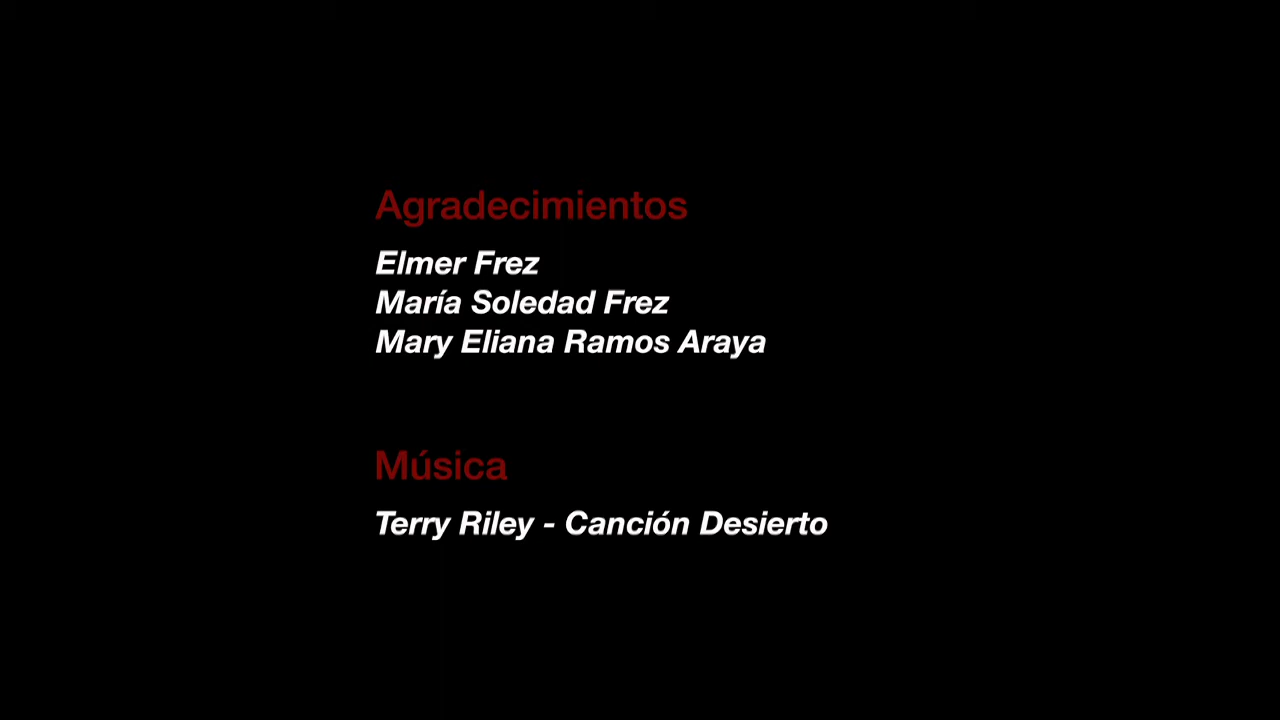 Agradecimientos
Elmer Frez
María Soledad Frez
Mary Eliana Ramos Araya
Música
Terry Riley - Canción Desierto